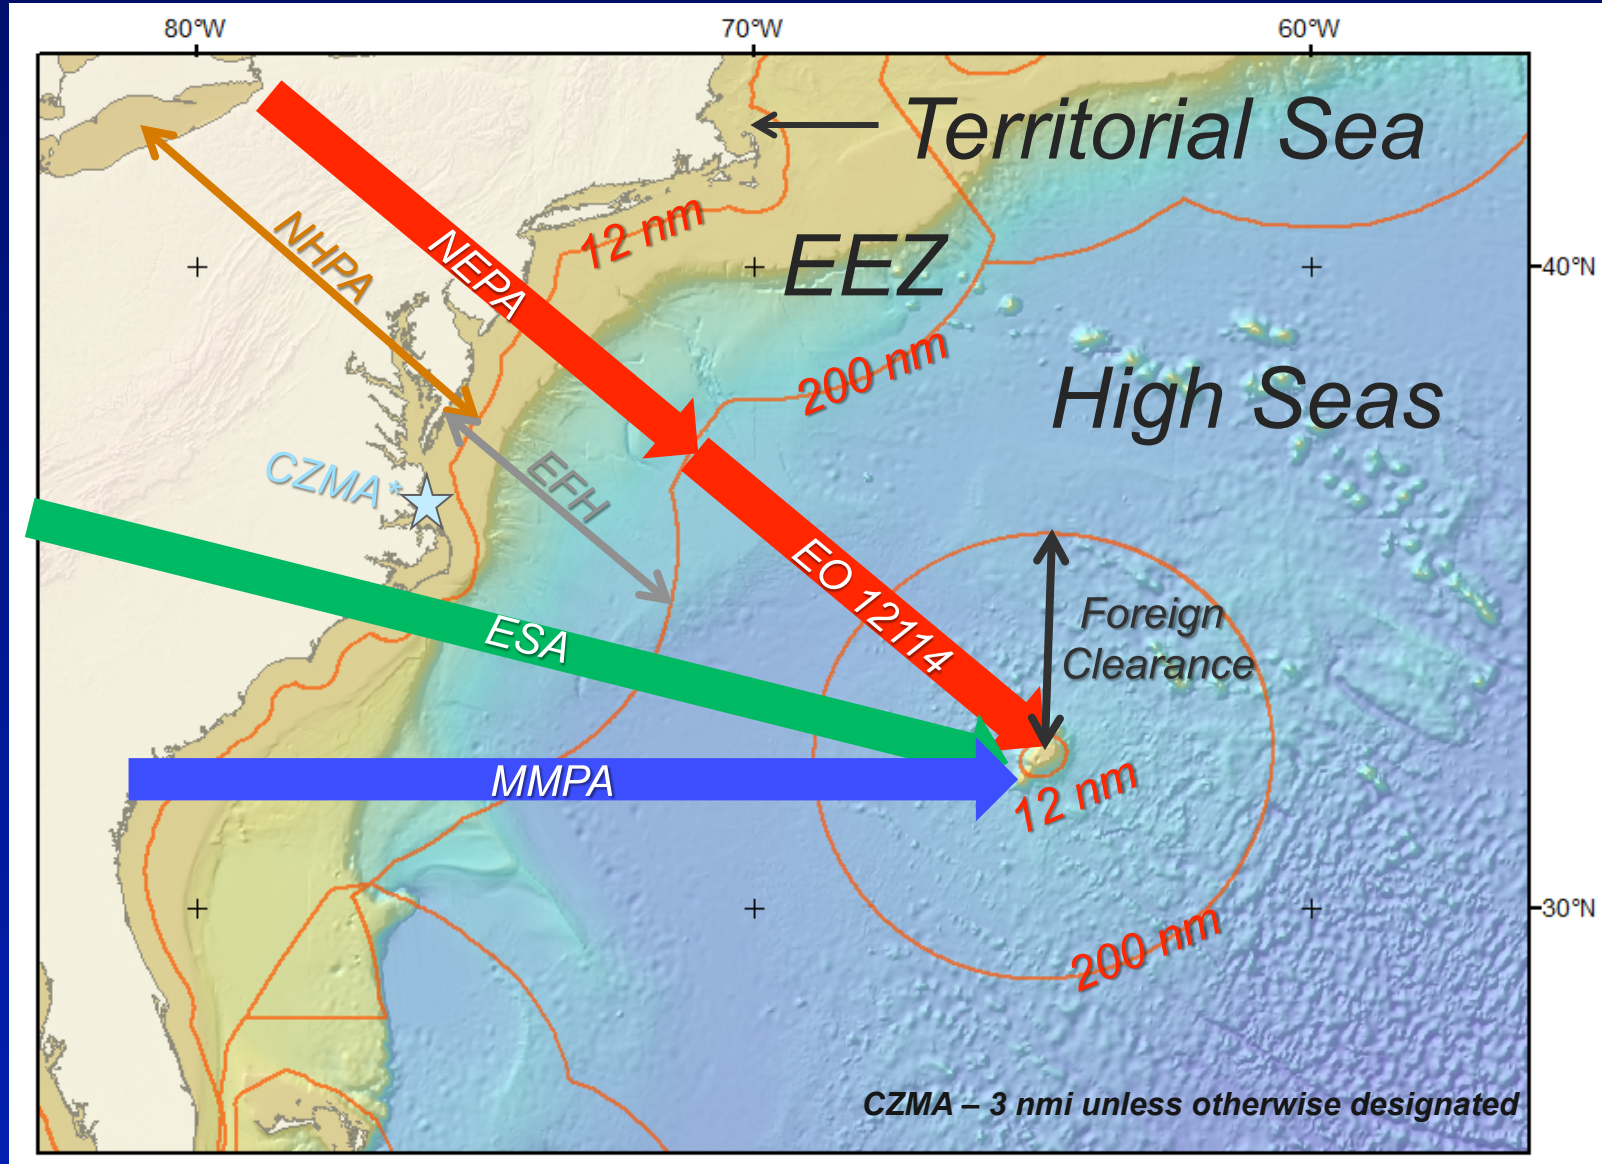 80°W
70°W
60°W
Territorial Sea
12 nm
NHPA
NEPA
EEZ
40°N
200 nm
High Seas
CZMA*
EFH
EO 12114
Foreign
Clearance
ESA
MMPA
12 nm
30°N
200 nm
CZMA – 3 nmi unless otherwise designated